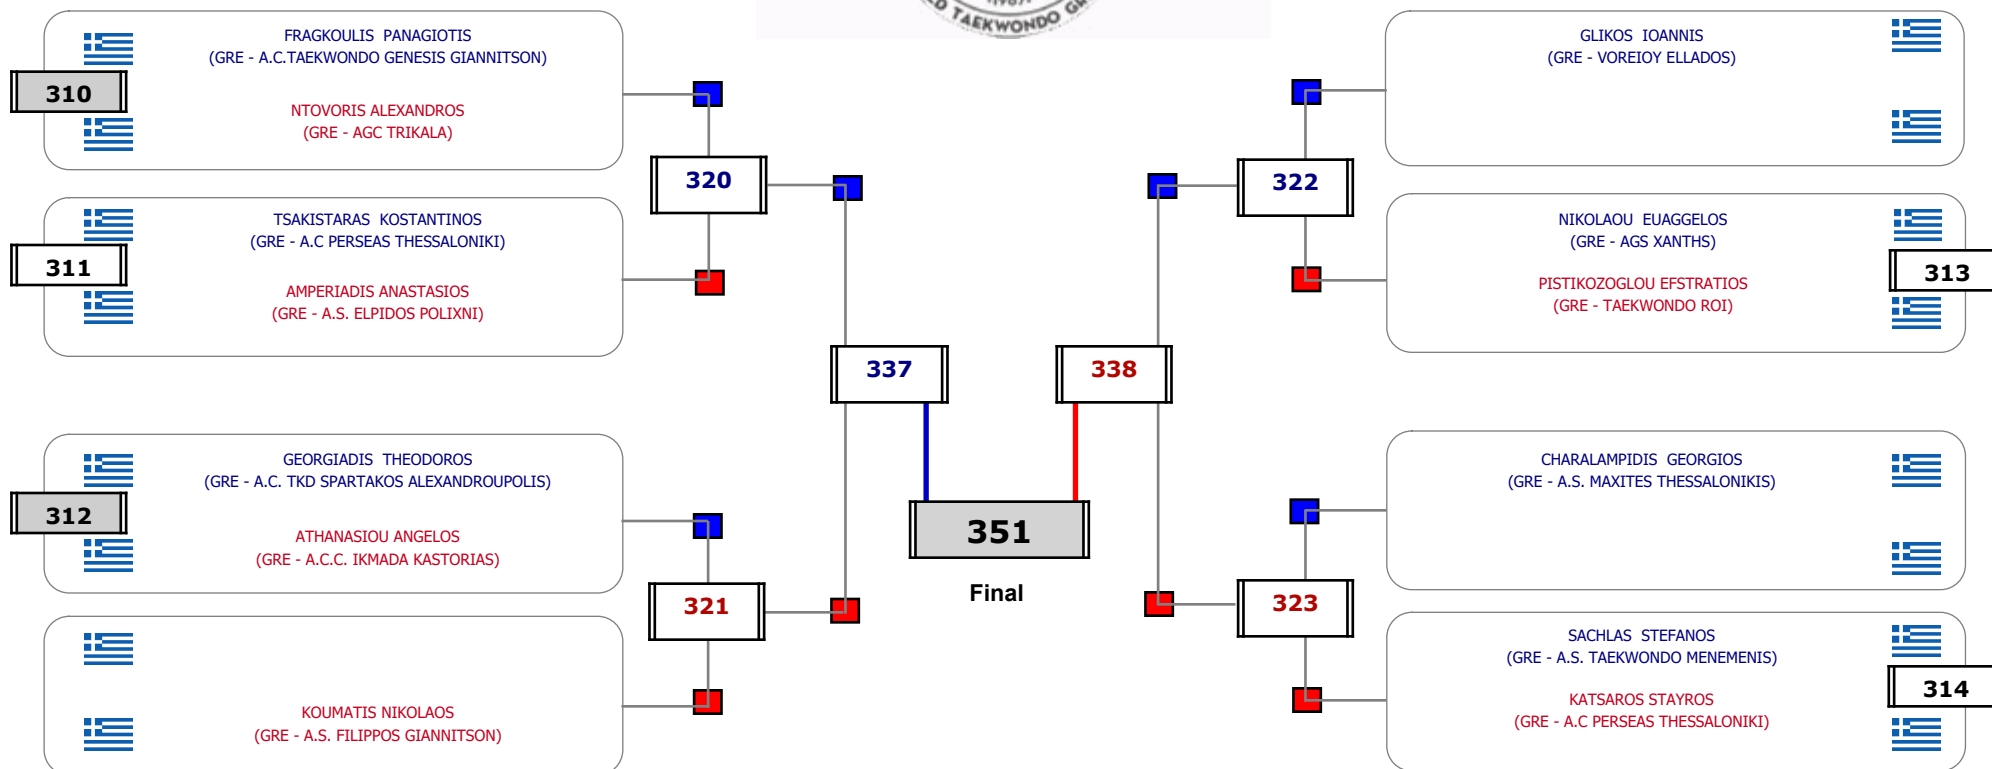 TAEKWONDO
FRAGKOULIS PANAGIOTIS
(GRE - A.C.TAEKWONDO GENESIS GIANNITSON)
310
NTOVORIS ALEXANDROS
(GRE - AGC TRIKALA)
320
TSAKISTARAS KOSTANTINOS
(GRE - A.C PERSEAS THESSALONIKI)
311
AMPERIADIS ANASTASIOS
(GRE - A.S. ELPIDOS POLIXNI)
337
GEORGIADIS THEODOROS
(GRE - A.C. TKD SPARTAKOS ALEXANDROUPOLIS)
312
ATHANASIOU ANGELOS
(GRE - A.C.C. IKMADA KASTORIAS)
321
KOUMATIS NIKOLAOS
(GRE - A.S. FILIPPOS GIANNITSON)
351
Final
GLIKOS IOANNIS
(GRE - VOREIOY ELLADOS)
322
NIKOLAOU EUAGGELOS
(GRE - AGS XANTHS)
313
PISTIKOZOGLOU EFSTRATIOS
(GRE - TAEKWONDO ROI)
338
CHARALAMPIDIS GEORGIOS
(GRE - A.S. MAXITES THESSALONIKIS)
323
SACHLAS STEFANOS
(GRE - A.S. TAEKWONDO MENEMENIS)
314
KATSAROS STAYROS
(GRE - A.C PERSEAS THESSALONIKI)